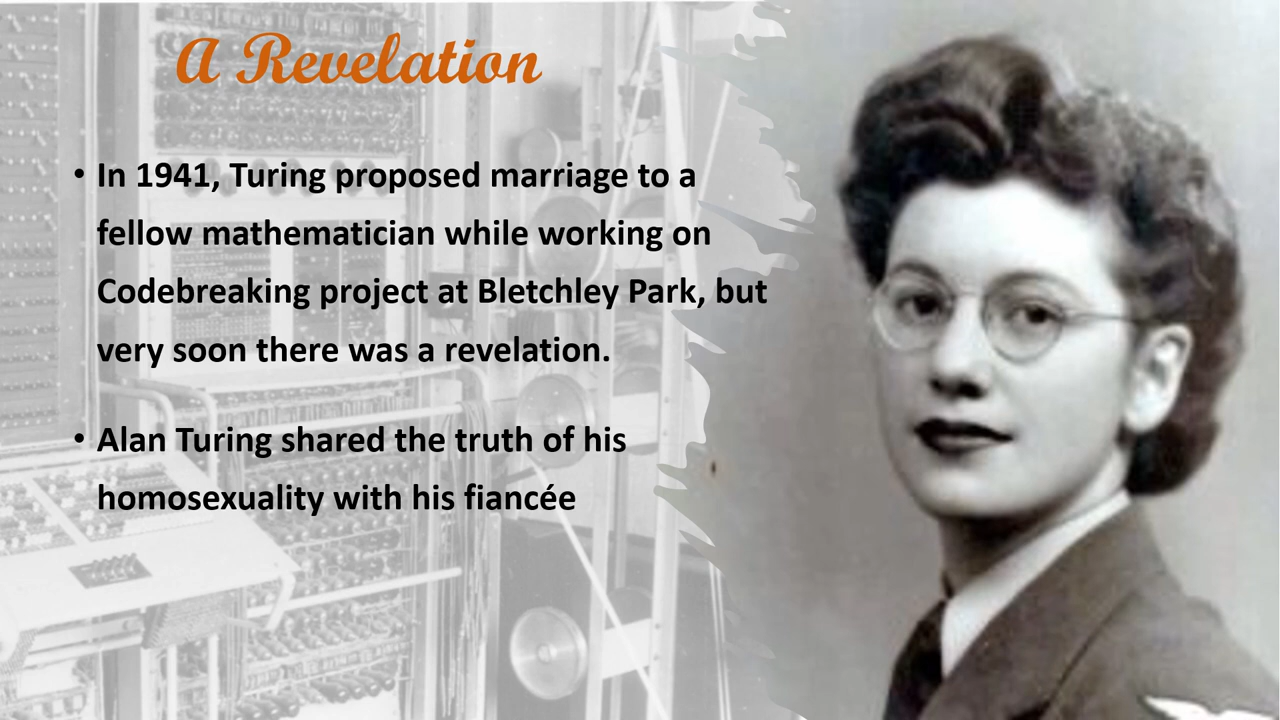 A Revelation
• In 1941, Turing proposed marriage to a
fellow mathematician while working on
Codebreaking project at Bletchley Park, but
very soon there was a revelation.
• Alan Turing shared the truth of his
homosexuality with his fiancée